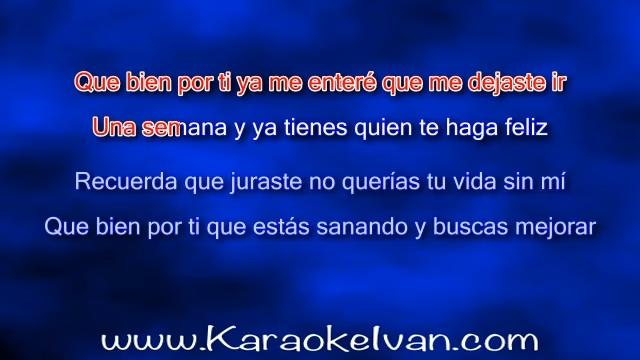 Que bien por ti ya me enteré que me dejaste ir
Una semana y ya tienes quien te haga feliz
Recuerda que juraste no querías tu vida sin mí
Que bien por ti que estás sanando y buscas mejorar
www.KaraokeIvan.com